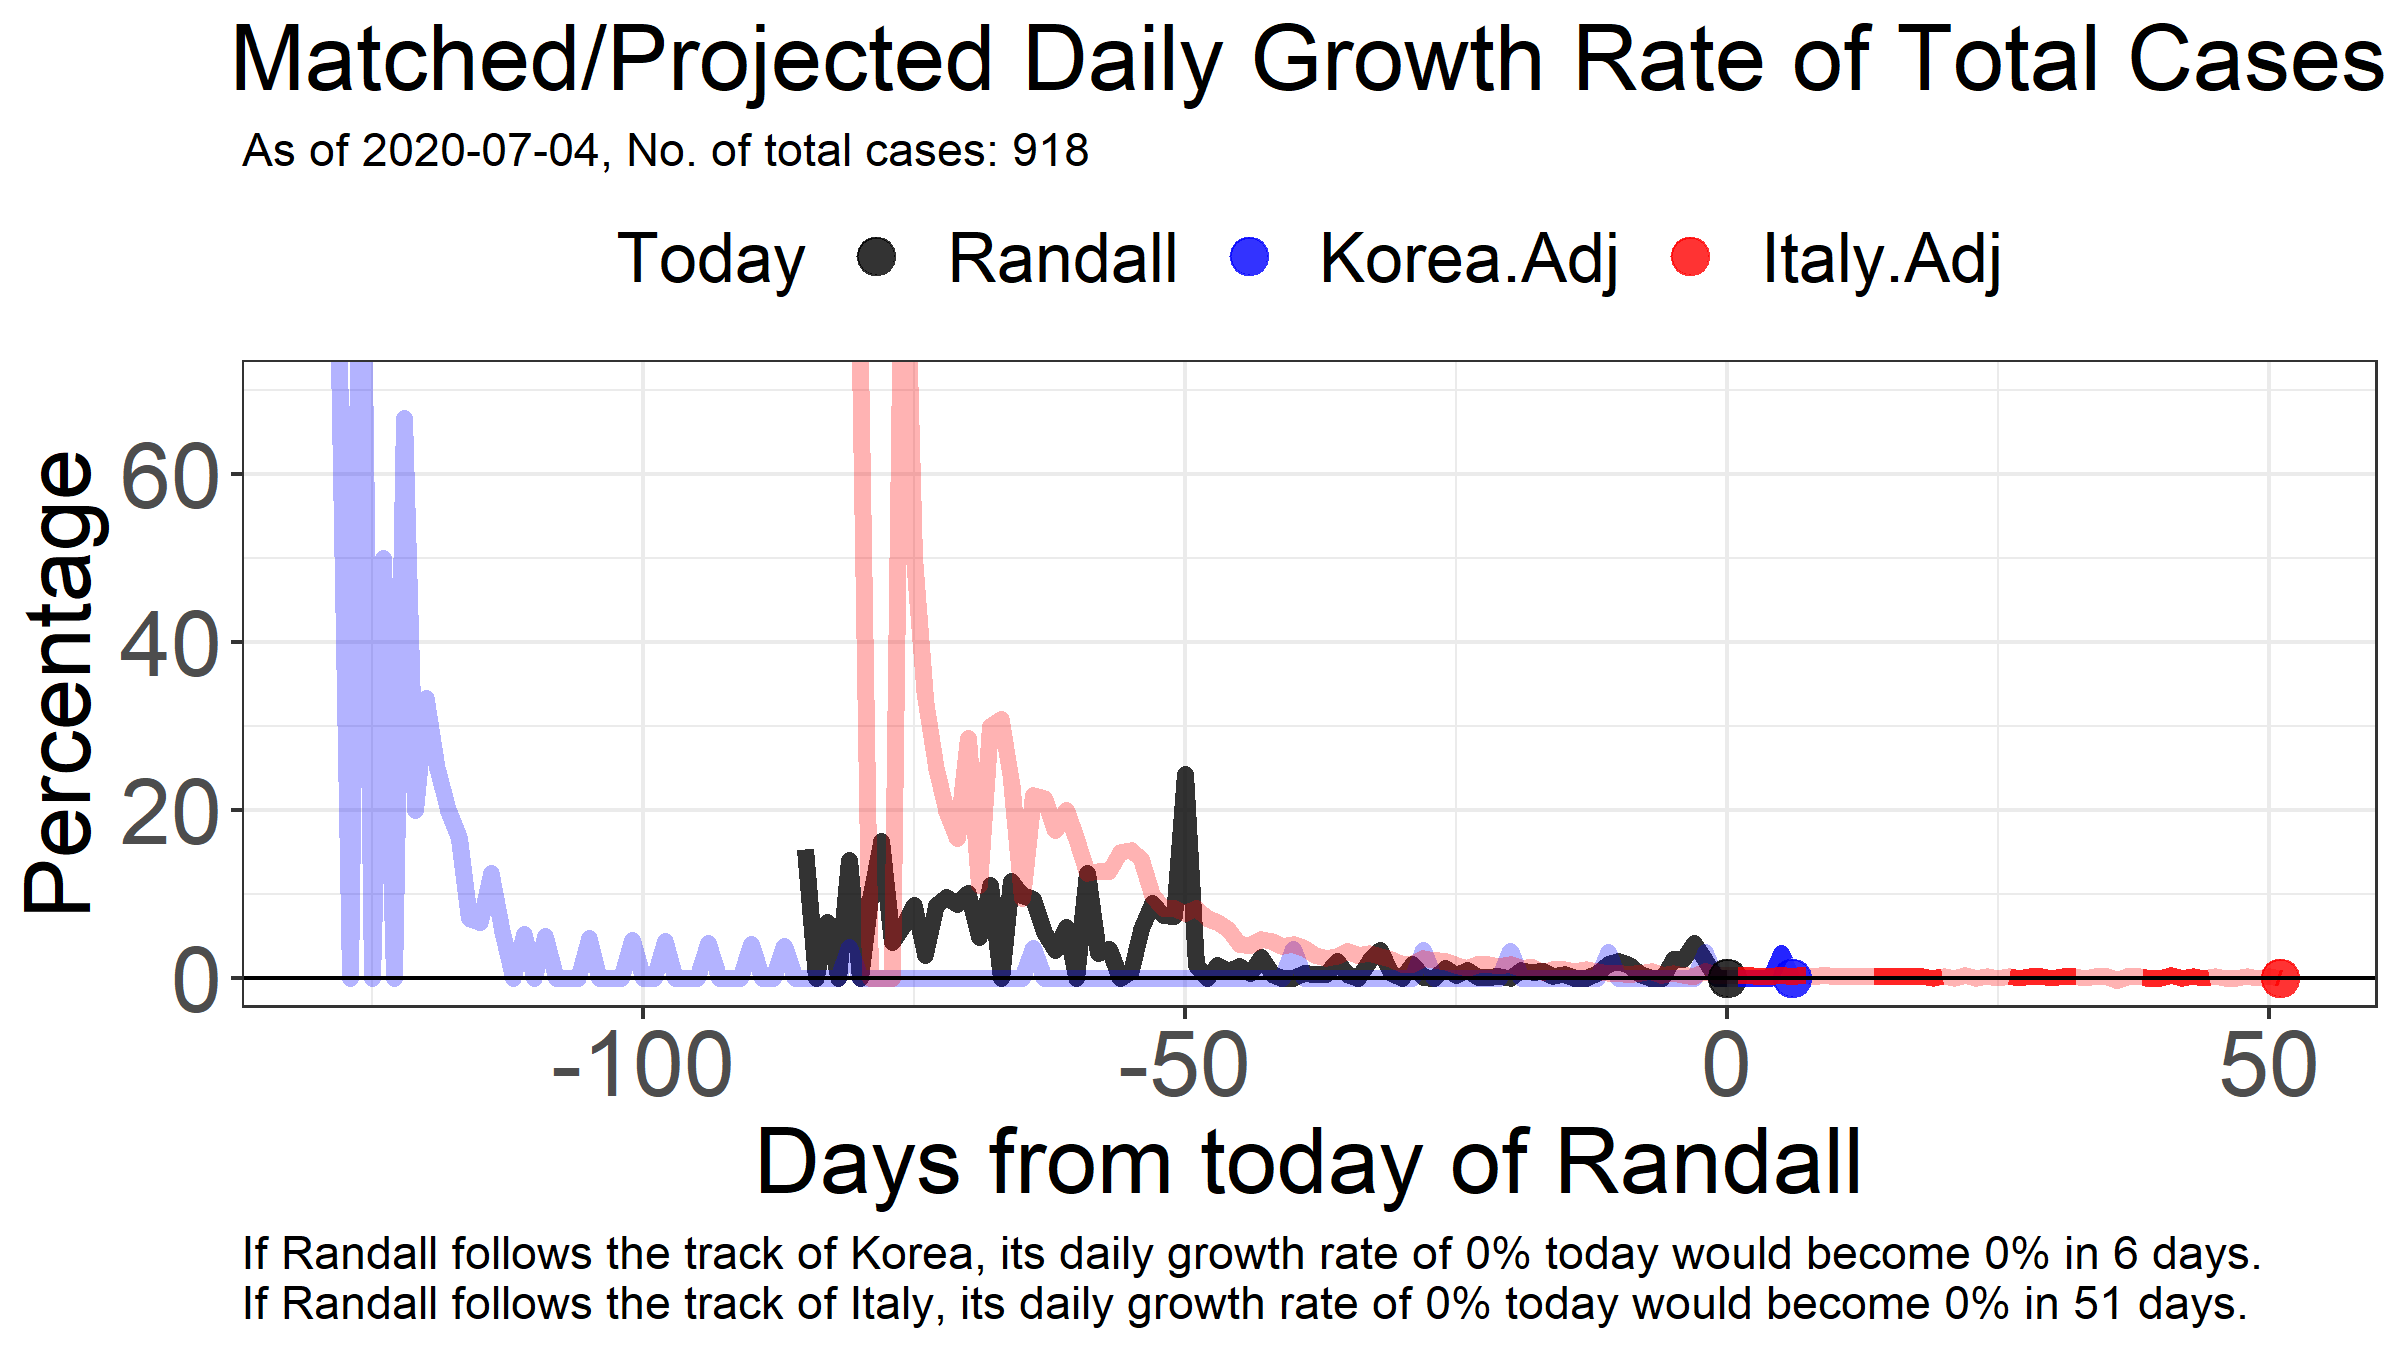 Matched/Projected Daily Growth Rate of Total Cases
As of 2020-07-04, No. of total cases: 918
Today Randall Korea.Adj Italy.Adj
Percentage
60
40
20
0
-100 -50 0 50
Days from today of Randall
If Randall follows the track of Korea, its daily growth rate of 0% today would become 0% in 6 days.
If Randall follows the track of Italy, its daily growth rate of 0% today would become 0% in 51 days.